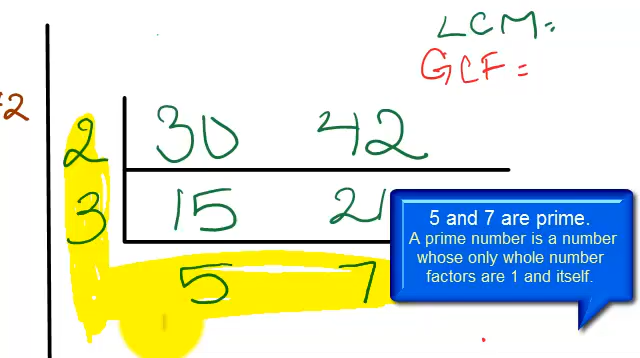 LCM=
GCF=
2 30 42
3 15 21
5 7
5 and 7 are prime.
A prime number is a number
whose only whole number
factors are 1 and itself.